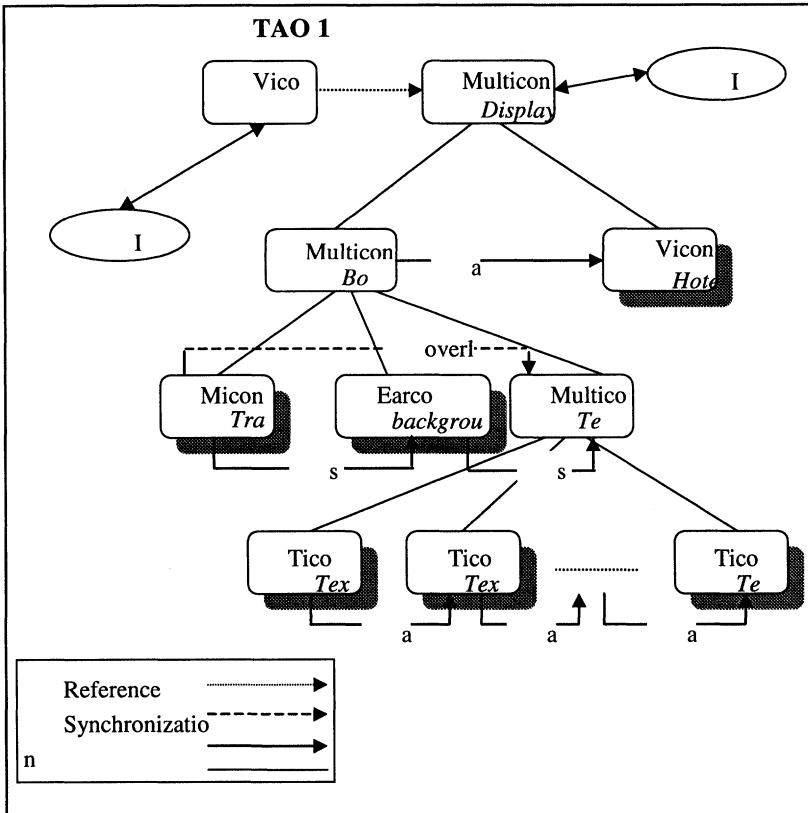 TAO 1
Vico
Multicon
Display
I
I
Multicon
Bo
a
Vicon
Hote
overl
Micon
Tra
Earco
backgrou
Multico
Te
s
s
Tico
Tex
Tico
Tex
Tico
Te
a
a
a
Reference
Synchronizatio
n